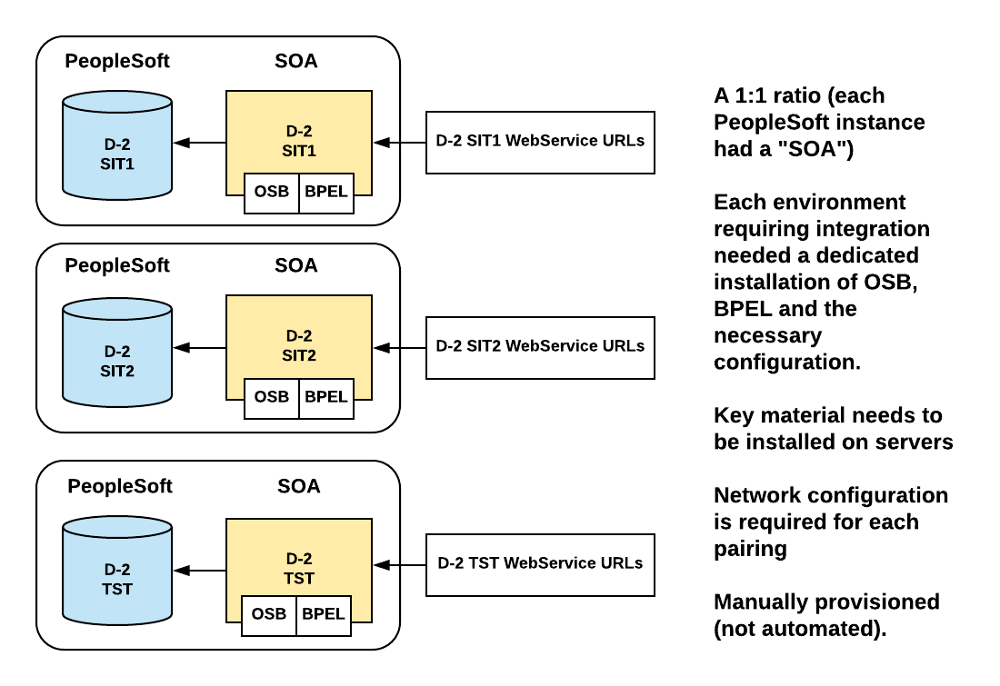 PeopleSoft
SOA
D-2
SIT1
D-2
SIT1
OSB
BPEL
D-2 SIT1 WebService URLs
PeopleSoft
SOA
D-2
SIT2
D-2
SIT2
OSB
BPEL
D-2 SIT2 WebService URLs
PeopleSoft
SOA
D-2
TST
D-2
TST
OSB
BPEL
D-2 TST WebService URLs
A 1:1 ratio (each
PeopleSoft instance
had a "SOA")
Each environment
requiring integration
needed a dedicated
installation of OSB,
BPEL and the
necessary
configuration.
Key material needs to
be installed on servers
Network configuration
is required for each
pairing
Manually provisioned
(not automated).